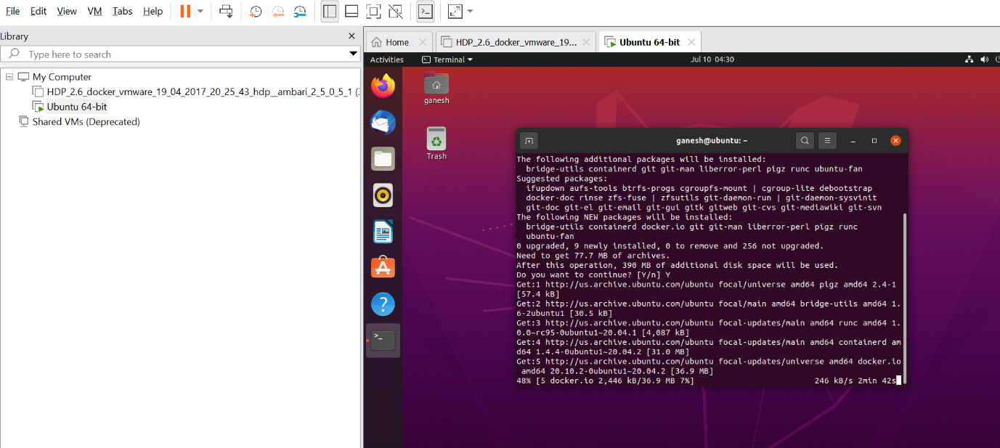 File Edit View VM Tabs Help
Library
Type here to search
My Computer
HDP_2.6_docker_vmware_19_04_2017_20_25_43_hdp__ambari_2_5_0_5_1 (
Ubuntu 64-bit
Shared VMs (Deprecated)
Home
HDP_2.6_docker_vmware_19...
Ubuntu 64-bit
Activities
Terminal
Jul 10 04:30
ganesh
Trash
ganesh@ubuntu: ~
The following additional packages will be installed:
bridge-utils containerd git git-man liberror-perl pigz runc ubuntu-fan
Suggested packages:
ifupdown aufs-tools btrfs-progs cgroupfs-mount | cgroup-lite debootstrap
docker-doc rinse zfs-fuse | zfsutils git-daemon-run | git-daemon-sysvinit
git-doc git-el git-email git-gui gitk gitweb git-cvs git-mediawiki git-svn
The following NEW packages will be installed:
bridge-utils containerd docker.io git git-man liberror-perl pigz runc
ubuntu-fan
0 upgraded, 9 newly installed, 0 to remove and 256 not upgraded.
Need to get 77.7 MB of archives.
After this operation, 390 MB of additional disk space will be used.
Do you want to continue? [Y/n] Y
Get:1 http://us.archive.ubuntu.com/ubuntu focal/universe amd64 pigz amd64 2.4-1
[57.4 kB]
Get:2 http://us.archive.ubuntu.com/ubuntu focal/main amd64 bridge-utils amd64 1.
6-2ubuntu1 [30.5 kB]
Get:3 http://us.archive.ubuntu.com/ubuntu focal-updates/main amd64 runc amd64 1.
0.0~rc95-0ubuntu1~20.04.1 [4,087 kB]
Get:4 http://us.archive.ubuntu.com/ubuntu focal-updates/main amd64 containerd am
d64 1.4.4-0ubuntu1~20.04.2 [31.0 MB]
Get:5 http://us.archive.ubuntu.com/ubuntu focal-updates/universe amd64 docker.io
amd64 20.10.2-0ubuntu1~20.04.2 [36.9 MB]
48% [5 docker.io 2,446 kB/36.9 MB 7%] 246 kB/s 2min 42s